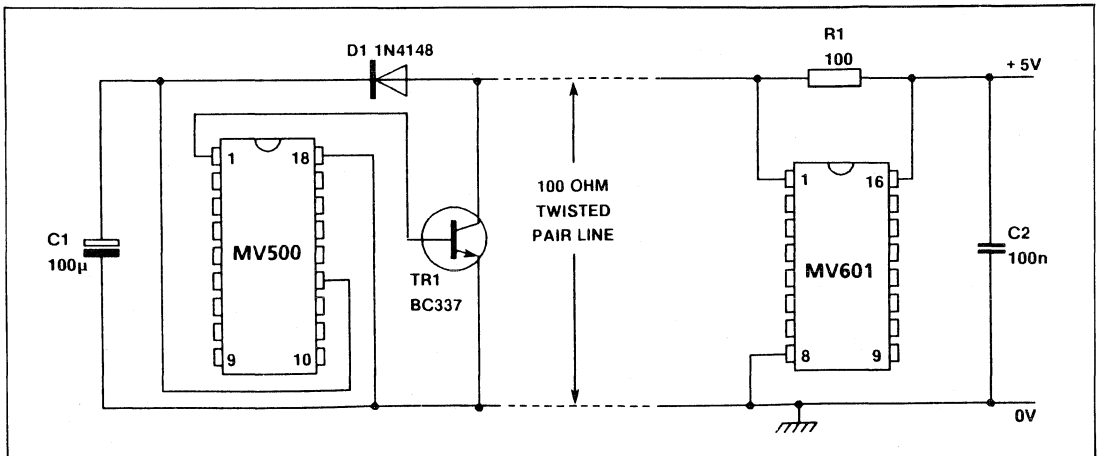 D1 1N4148
R1
100
+ 5V
1
18
100 OHM
TWISTED
PAIR LINE
1
16
C1
100µ
MV500
TR1
BC337
MV601
C2
100n
9
10
8
9
0V